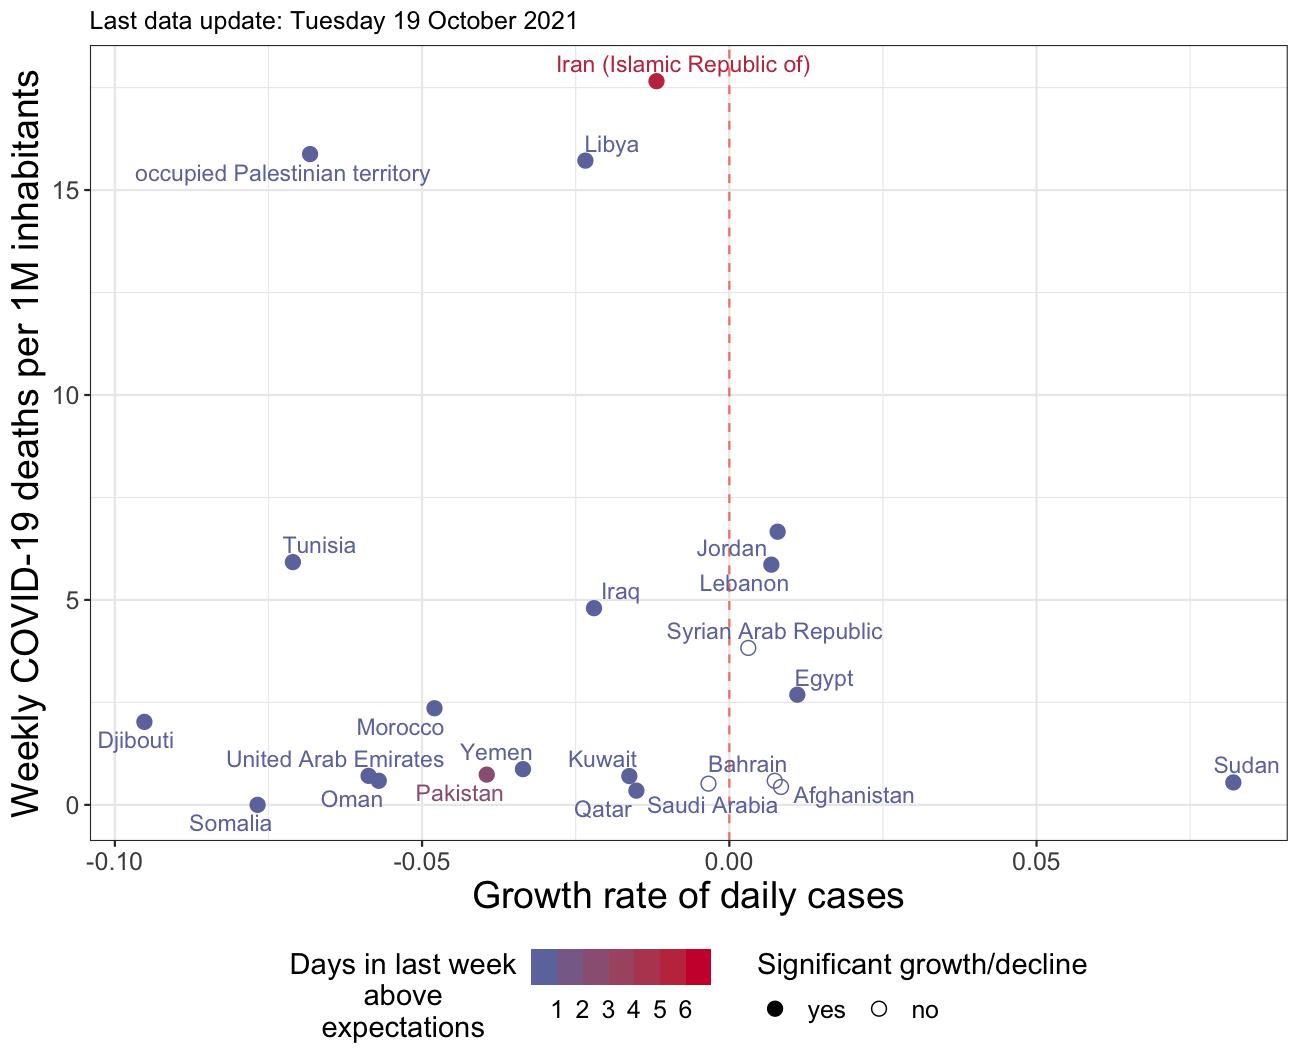 Last data update: Tuesday 19 October 2021
Weekly COVID-19 deaths per 1M inhabitants
15
10
5
0
Iran (Islamic Republic of)
Libya
occupied Palestinian territory
Tunisia
Jordan
Lebanon
Iraq
Syrian Arab Republic
Egypt
Morocco
Djibouti
United Arab Emirates
Yemen
Kuwait
Bahrain
Sudan
Oman
Pakistan
Qatar
Saudi Arabia
Afghanistan
Somalia
-0.10
-0.05
0.00
0.05
Growth rate of daily cases
Days in last week
above
expectations
1 2 3 4 5 6
Significant growth/decline
yes
no